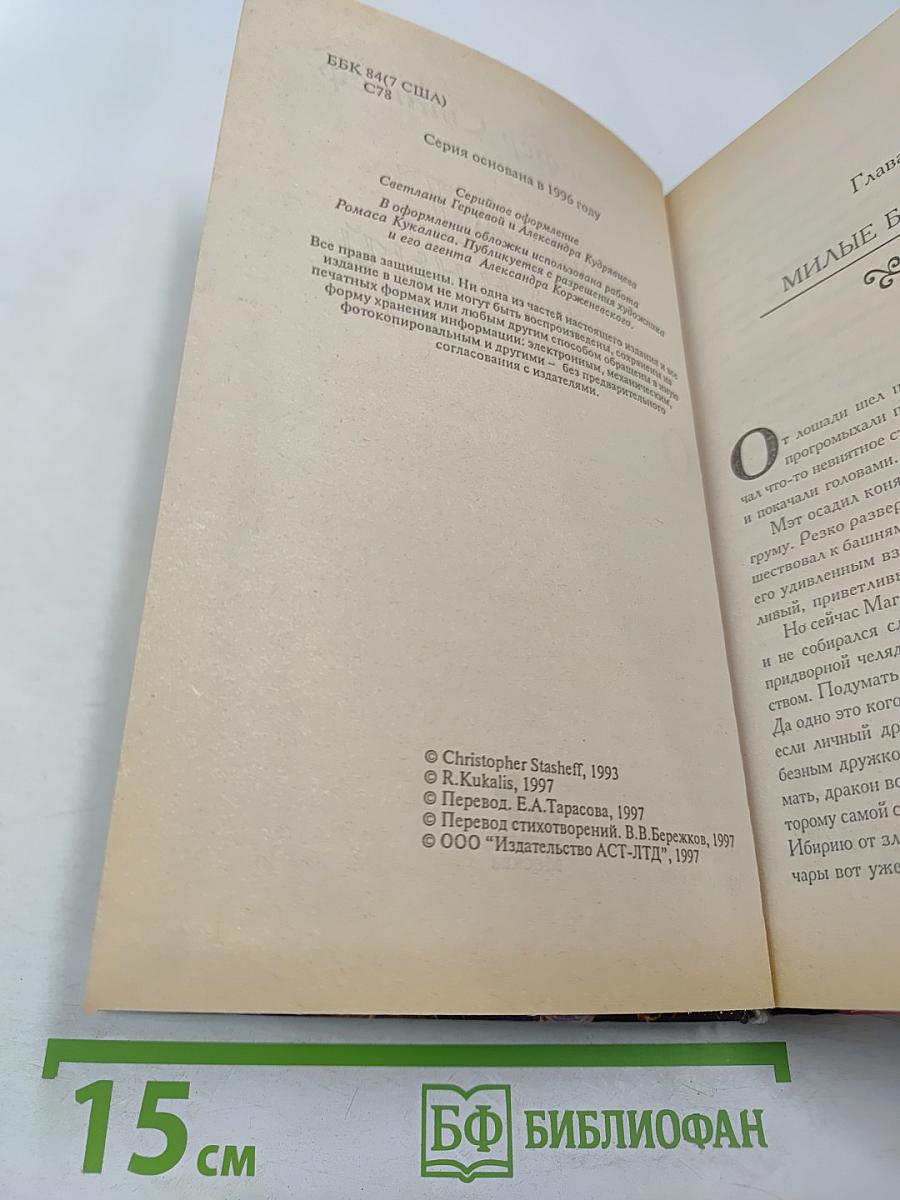 ББК 84(7 США)
С78
Серия основана в 1996 году
Серийное оформление
Светланы Герцевой и Александра Кудрявцева
В оформлении обложки использована работа
Ромаса Кукалиса. Публикуется с разрешения художника
и его агента Александра Корженевского.
Все права защищены. Ни одна из частей настоящего издания и все
издание в целом не могут быть воспроизведены, сохранены на
печатных формах или любым другим способом обращены в иную
форму хранения информации: электронным, механическим,
фотокопировальным и другими – без предварительного
согласования с издателями.
© Christopher Stasheff, 1993
© R.Kukalis, 1997
© Перевод. Е.А.Тарасова, 1997
© Перевод стихотворений. В.В.Бережков, 1997
© ООО "Издательство АСТ-ЛТД", 1997
Глава
МИЛЫЕ Б
От лошади шел п
прогромыхали п
чал что-то невнятное ст
и покачали головами.
Мэт осадил коня
груму. Резко развер
шествовал к башням
его удивленным вз
ливый, приветливы
Но сейчас Маг
и не собирался сл
придворной челяд
ством. Подумать
Да одно это кого
если личный др
безным дружко
мать, дракон вс
торому самой с
Ибирию от зл
чары вот уже
15 см
БФ БИБЛИОФАН